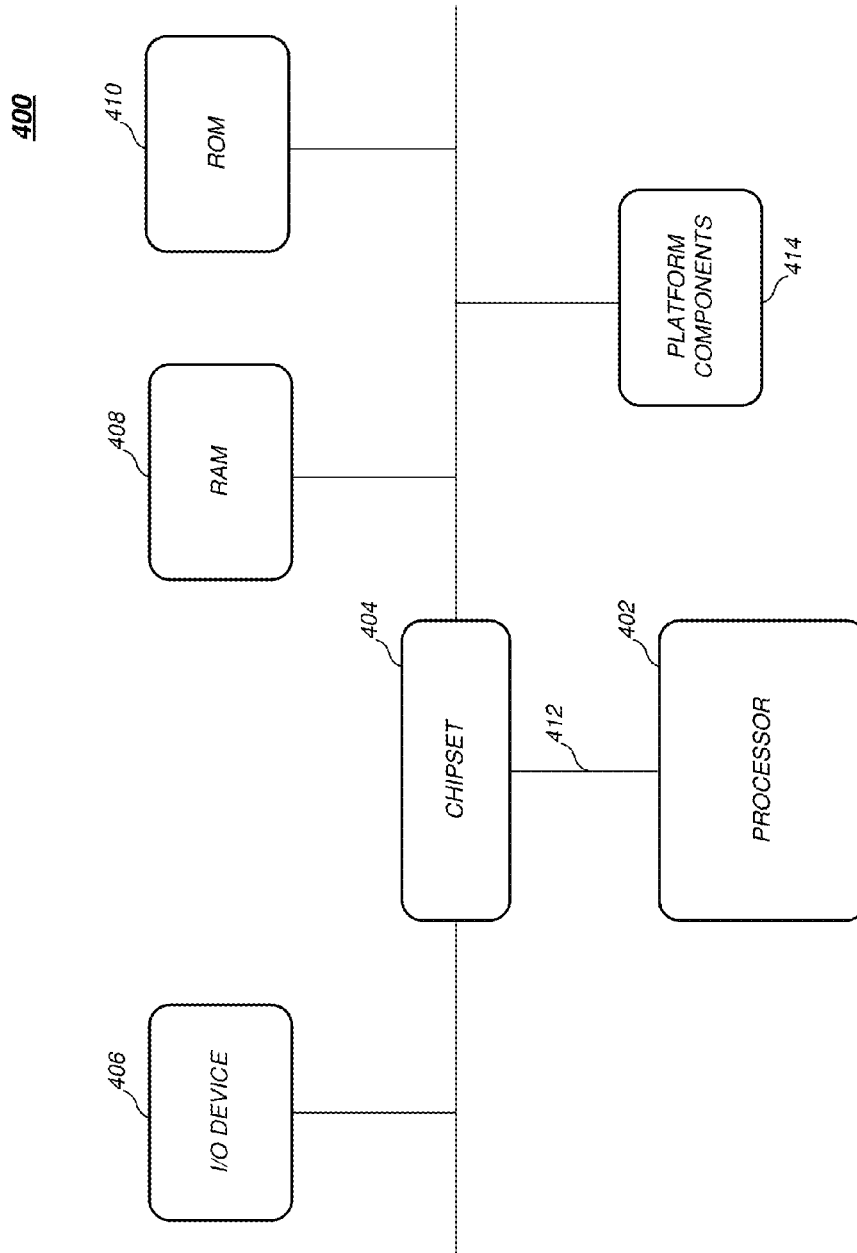 400
406
I/O DEVICE
408
RAM
410
ROM
404
CHIPSET
412
402
PROCESSOR
PLATFORM
COMPONENTS
414